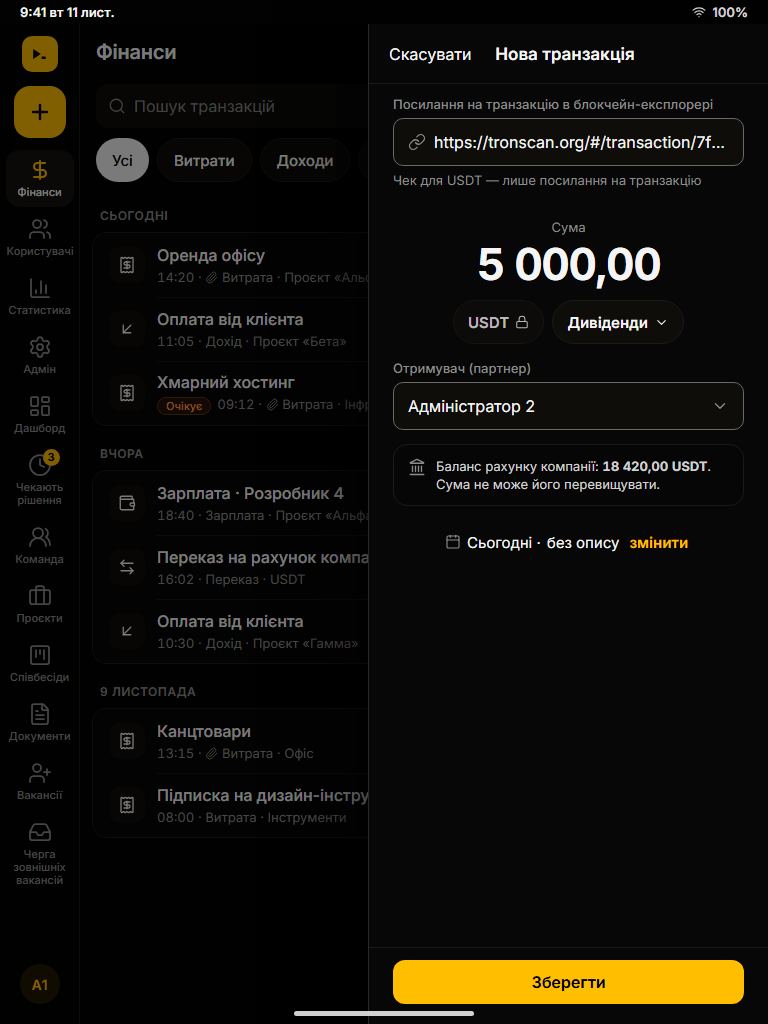 9:41 вт 11 лист.
100%
Фінанси
Користувачі
Статистика
Адмін
Дашборд
3
Чекають
рішення
Команда
Проєкти
Співбесіди
Документи
Вакансії
Черга
зовнішніх
вакансій
А1
Фінанси
Пошук транзакцій
Усі
Витрати
Доходи
СЬОГОДНІ
Оренда офісу
14:20 · Витрата · Проєкт «Аль
Оплата від клієнта
11:05 · Дохід · Проєкт «Бета»
Хмарний хостинг
Очікує 09:12 · Витрата · Інфр
ВЧОРА
Зарплата · Розробник 4
18:40 · Зарплата · Проєкт «Альфа
Переказ на рахунок компа
16:02 · Переказ · USDT
Оплата від клієнта
10:30 · Дохід · Проєкт «Гамма»
9 ЛИСТОПАДА
Канцтовари
13:15 · Витрата · Офіс
Підписка на дизайн-інстру
08:00 · Витрата · Інструменти
Скасувати
Нова транзакція
Посилання на транзакцію в блокчейн-експлорері
https://tronscan.org/#/transaction/7f...
Чек для USDT — лише посилання на транзакцію
Сума
5 000,00
USDT
Дивіденди
Отримувач (партнер)
Адміністратор 2
Баланс рахунку компанії: 18 420,00 USDT.
Сума не може його перевищувати.
Сьогодні · без опису змінити
Зберегти